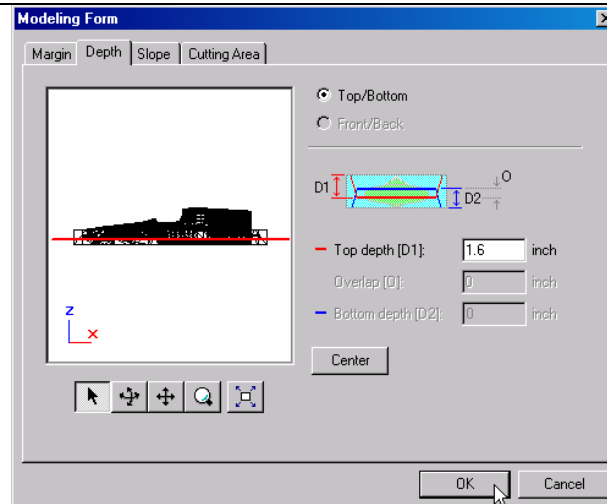 Modeling Form
Margin Depth Slope Cutting Area
Top/Bottom
Front/Back
D1 O
D2
Top depth [D1]: 1.6 inch
Overlap [O]: 0 inch
Bottom depth [D2]: 0 inch
Z
X
Center
OK Cancel